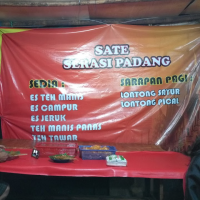 SATE
SERASI PADANG
SEDIA :
ES TEH MANIS
ES CAMPUR
ES JERUK
TEH MANIS PANAS
TEH TAWAR
SARAPAN PAGI
LONTONG SAYUR
LONTONG PICAL